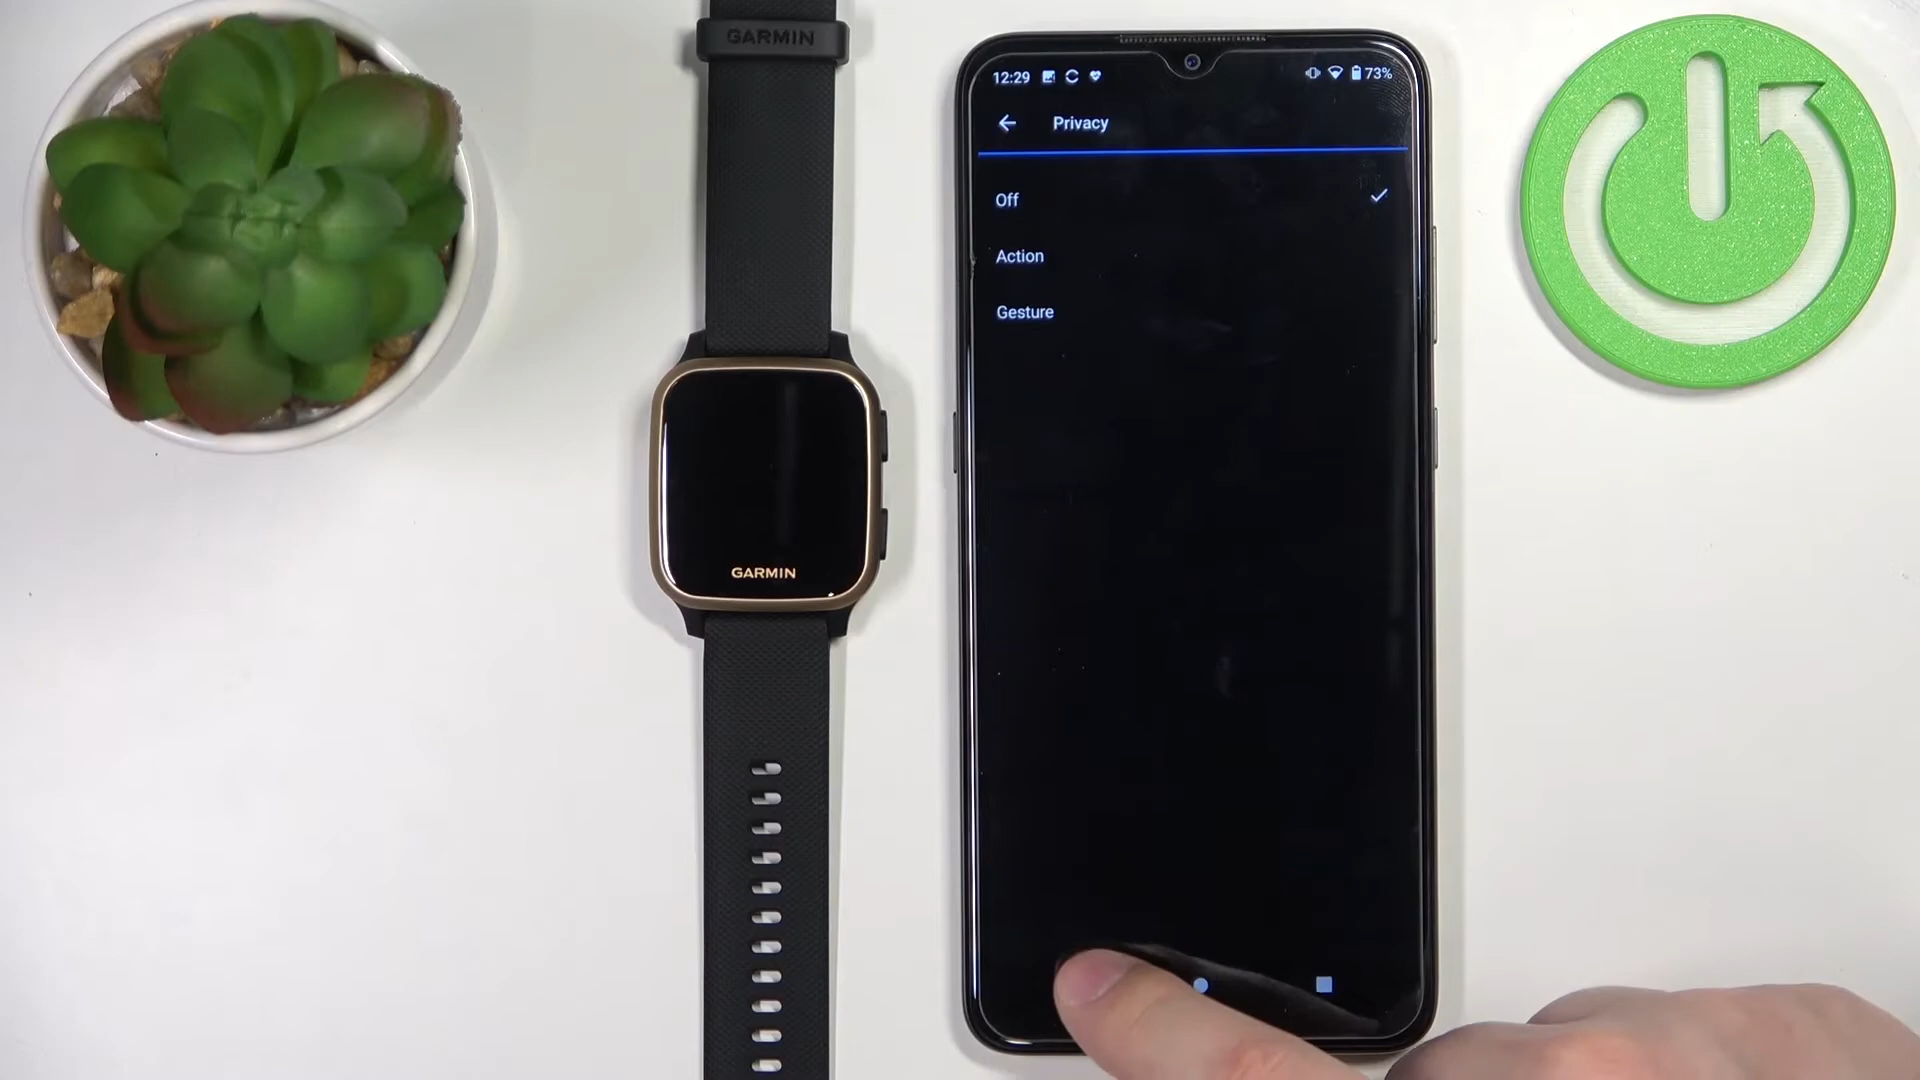 GARMIN
12:29
73%
Privacy
Off
Action
Gesture
GARMIN